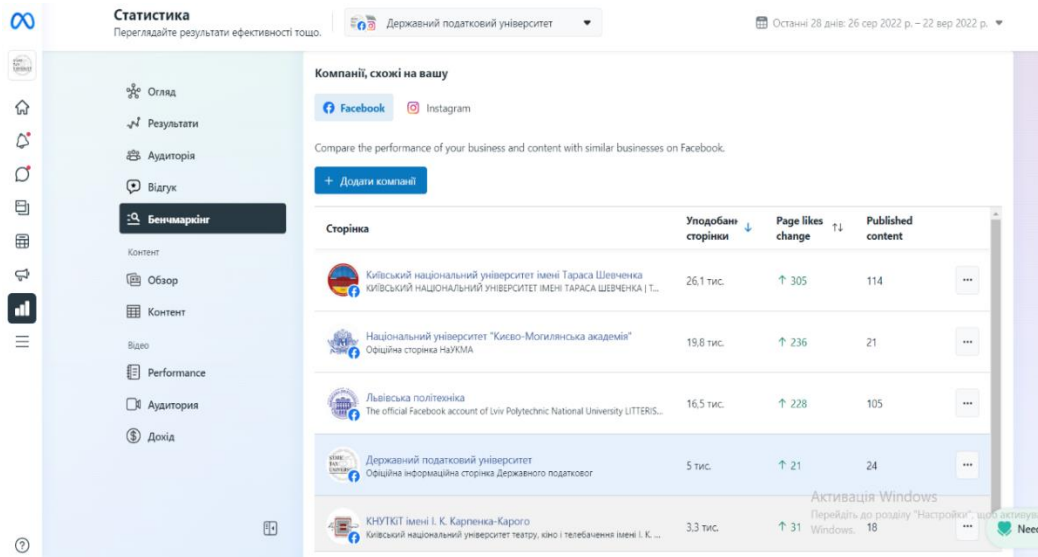 Статистика
Переглядайте результати ефективності тощо.
Державний податковий університет
Останні 28 днів: 26 сер 2022 р. – 22 вер 2022 р.
Огляд
Результати
Аудиторія
Відгук
Бенчмаркінг
Контент
Обзор
Контент
Відео
Performance
Аудитория
Дохід
Компанії, схожі на вашу
Facebook
Instagram
Compare the performance of your business and content with similar businesses on Facebook.
+ Додати компанії
Сторінка
Уподобанн
сторінки
Page likes
change
Published
content
Київський національний університет імені Тараса Шевченка
КИЇВСЬКИЙ НАЦІОНАЛЬНИЙ УНІВЕРСИТЕТ ІМЕНІ ТАРАСА ШЕВЧЕНКА | Т...
26,1 тис.
305
114
Національний університет "Києво-Могилянська академія"
Офіційна сторінка НаУКМА
19,8 тис.
236
21
Львівська політехніка
The official Facebook account of Lviv Polytechnic National University LITTERIS...
16,5 тис.
228
105
Державний податковий університет
Офіційна інформаційна сторінка Державного податковог
5 тис.
21
24
КНУТКіТ імені І. К. Карпенка-Карого
Київський національний університет театру, кіно і телебачення імені І. К. ...
3,3 тис.
31
18
Активація Windows
Перейдіть до розділу "Настройки", щоб активува
Windows.
Need